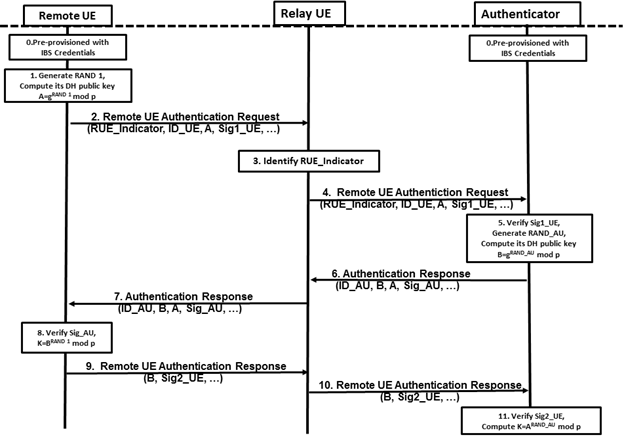 Remote UE
Relay UE
Authenticator
0.Pre-provisioned with
IBS Credentials
0.Pre-provisioned with
IBS Credentials
1. Generate RAND 1,
Compute its DH public key
A=g^RAND 1 mod p
2. Remote UE Authentication Request
(RUE_Indicator, ID_UE, A, Sig1_UE, ...)
3. Identify RUE_Indicator
4. Remote UE Authentiction Request
(RUE_Indicator, ID_UE, A, Sig1_UE, ...)
5. Verify Sig1_UE,
Generate RAND_AU,
Compute its DH public key
B=g^RAND_AU mod p
6. Authentication Response
(ID_AU, B, A, Sig_AU, ...)
7. Authentication Response
(ID_AU, B, A, Sig_AU, ...)
8. Verify Sig_AU,
K=B^RAND 1 mod p
9. Remote UE Authentication Response
(B, Sig2_UE, ...)
10. Remote UE Authentication Response
(B, Sig2_UE, ...)
11. Verify Sig2_UE,
Compute K=A^RAND_AU mod p